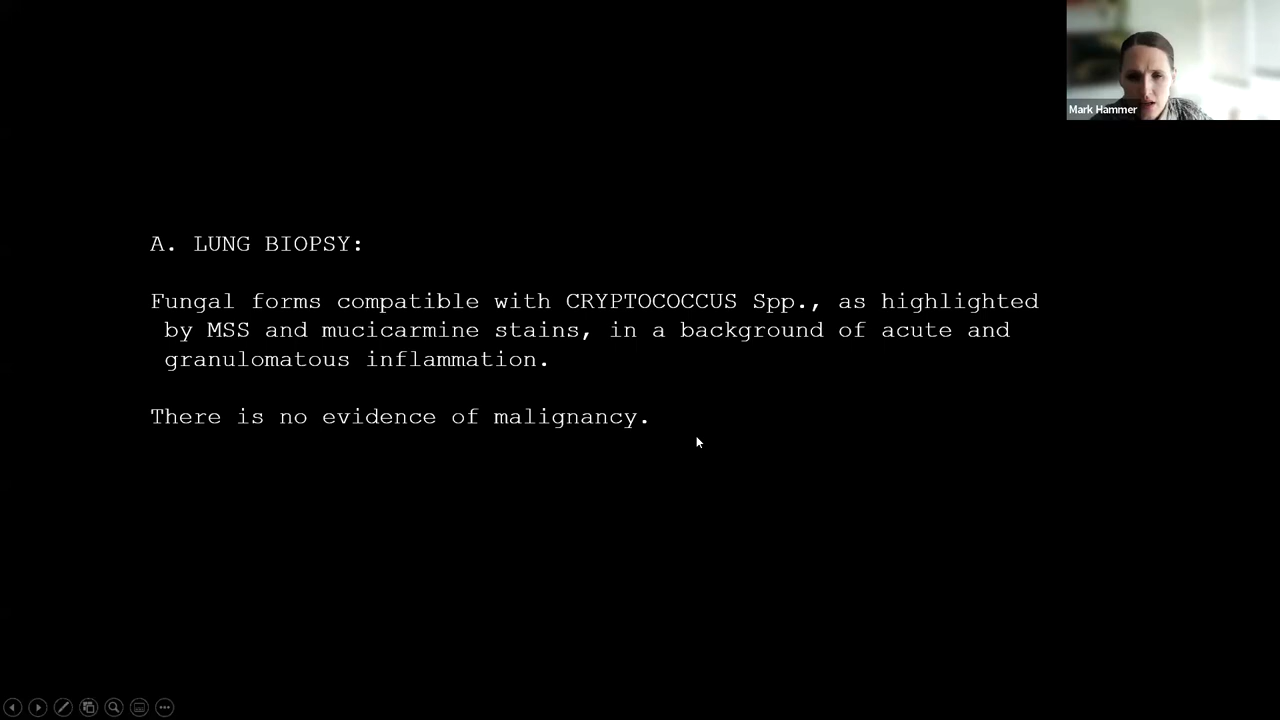 Mark Hammer
A. LUNG BIOPSY:
Fungal forms compatible with CRYPTOCOCCUS Spp., as highlighted
by MSS and mucicarmine stains, in a background of acute and
granulomatous inflammation.
There is no evidence of malignancy.